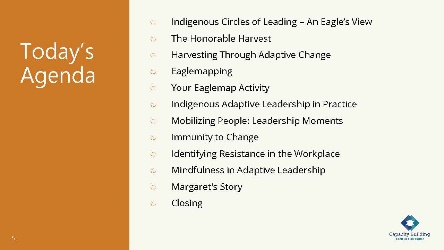 Today's
Agenda
Indigenous Circles of Leading – An Eagle's View
The Honorable Harvest
Harvesting Through Adaptive Change
Eaglemapping
Your Eaglemap Activity
Indigenous Adaptive Leadership in Practice
Mobilizing People: Leadership Moments
Immunity to Change
Identifying Resistance in the Workplace
Mindfulness in Adaptive Leadership
Margaret's Story
Closing
Capacity Building